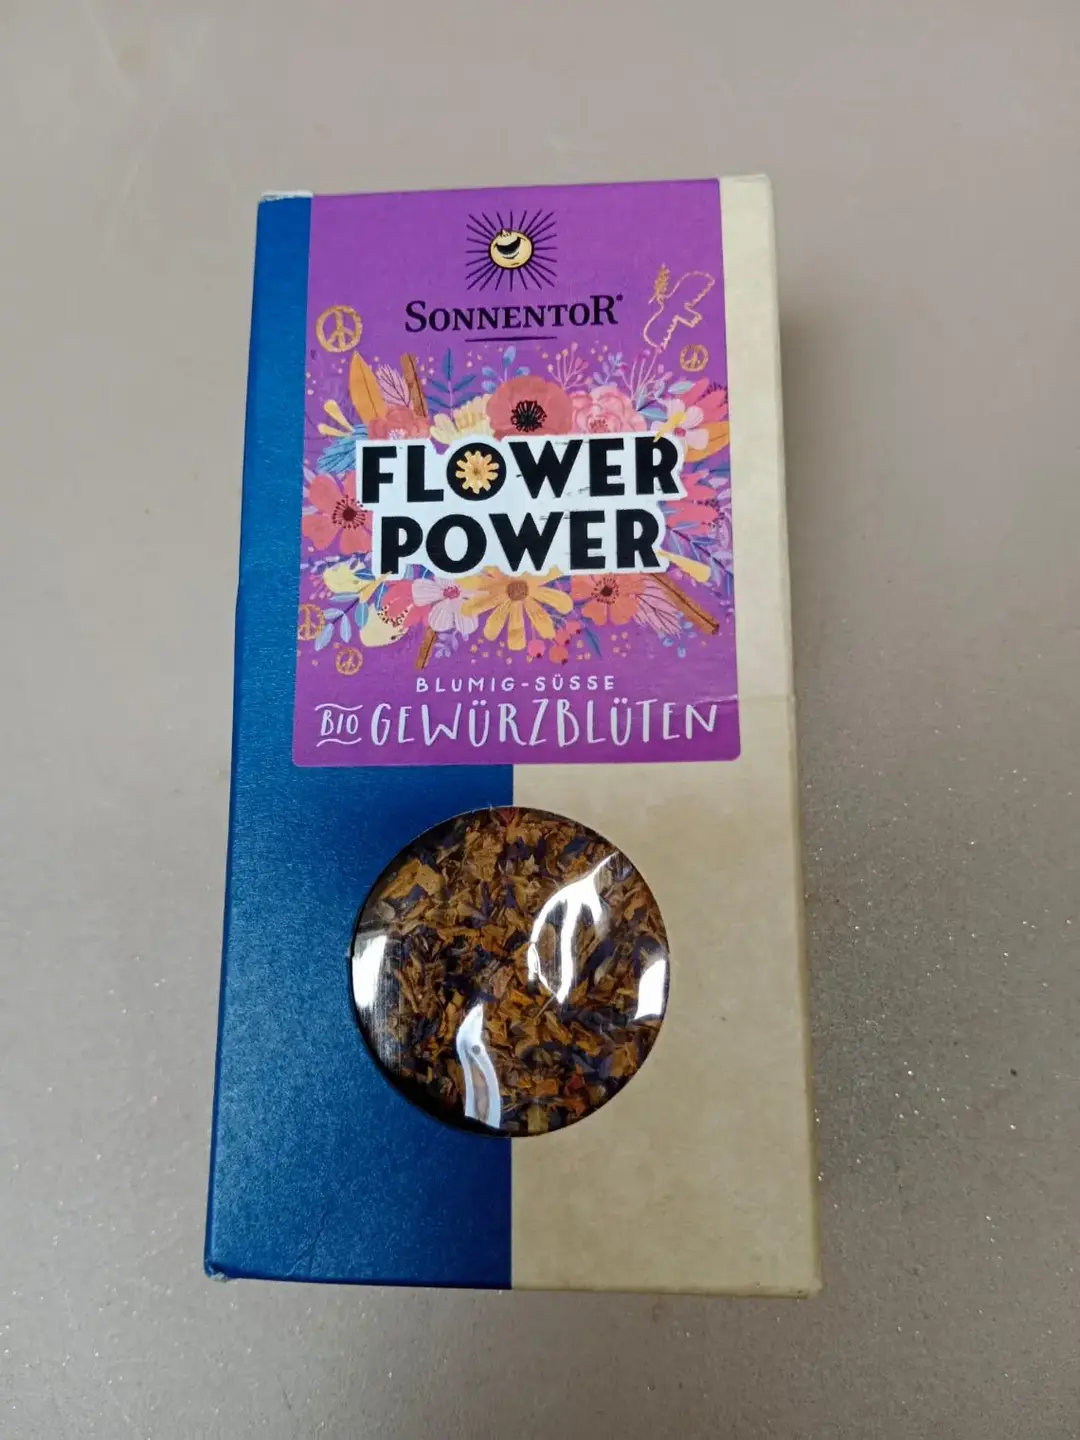 SONNENTOR®
FLOWER
POWER
BLUMIG-SÜSSE
BIO GEWÜRZBLÜTEN